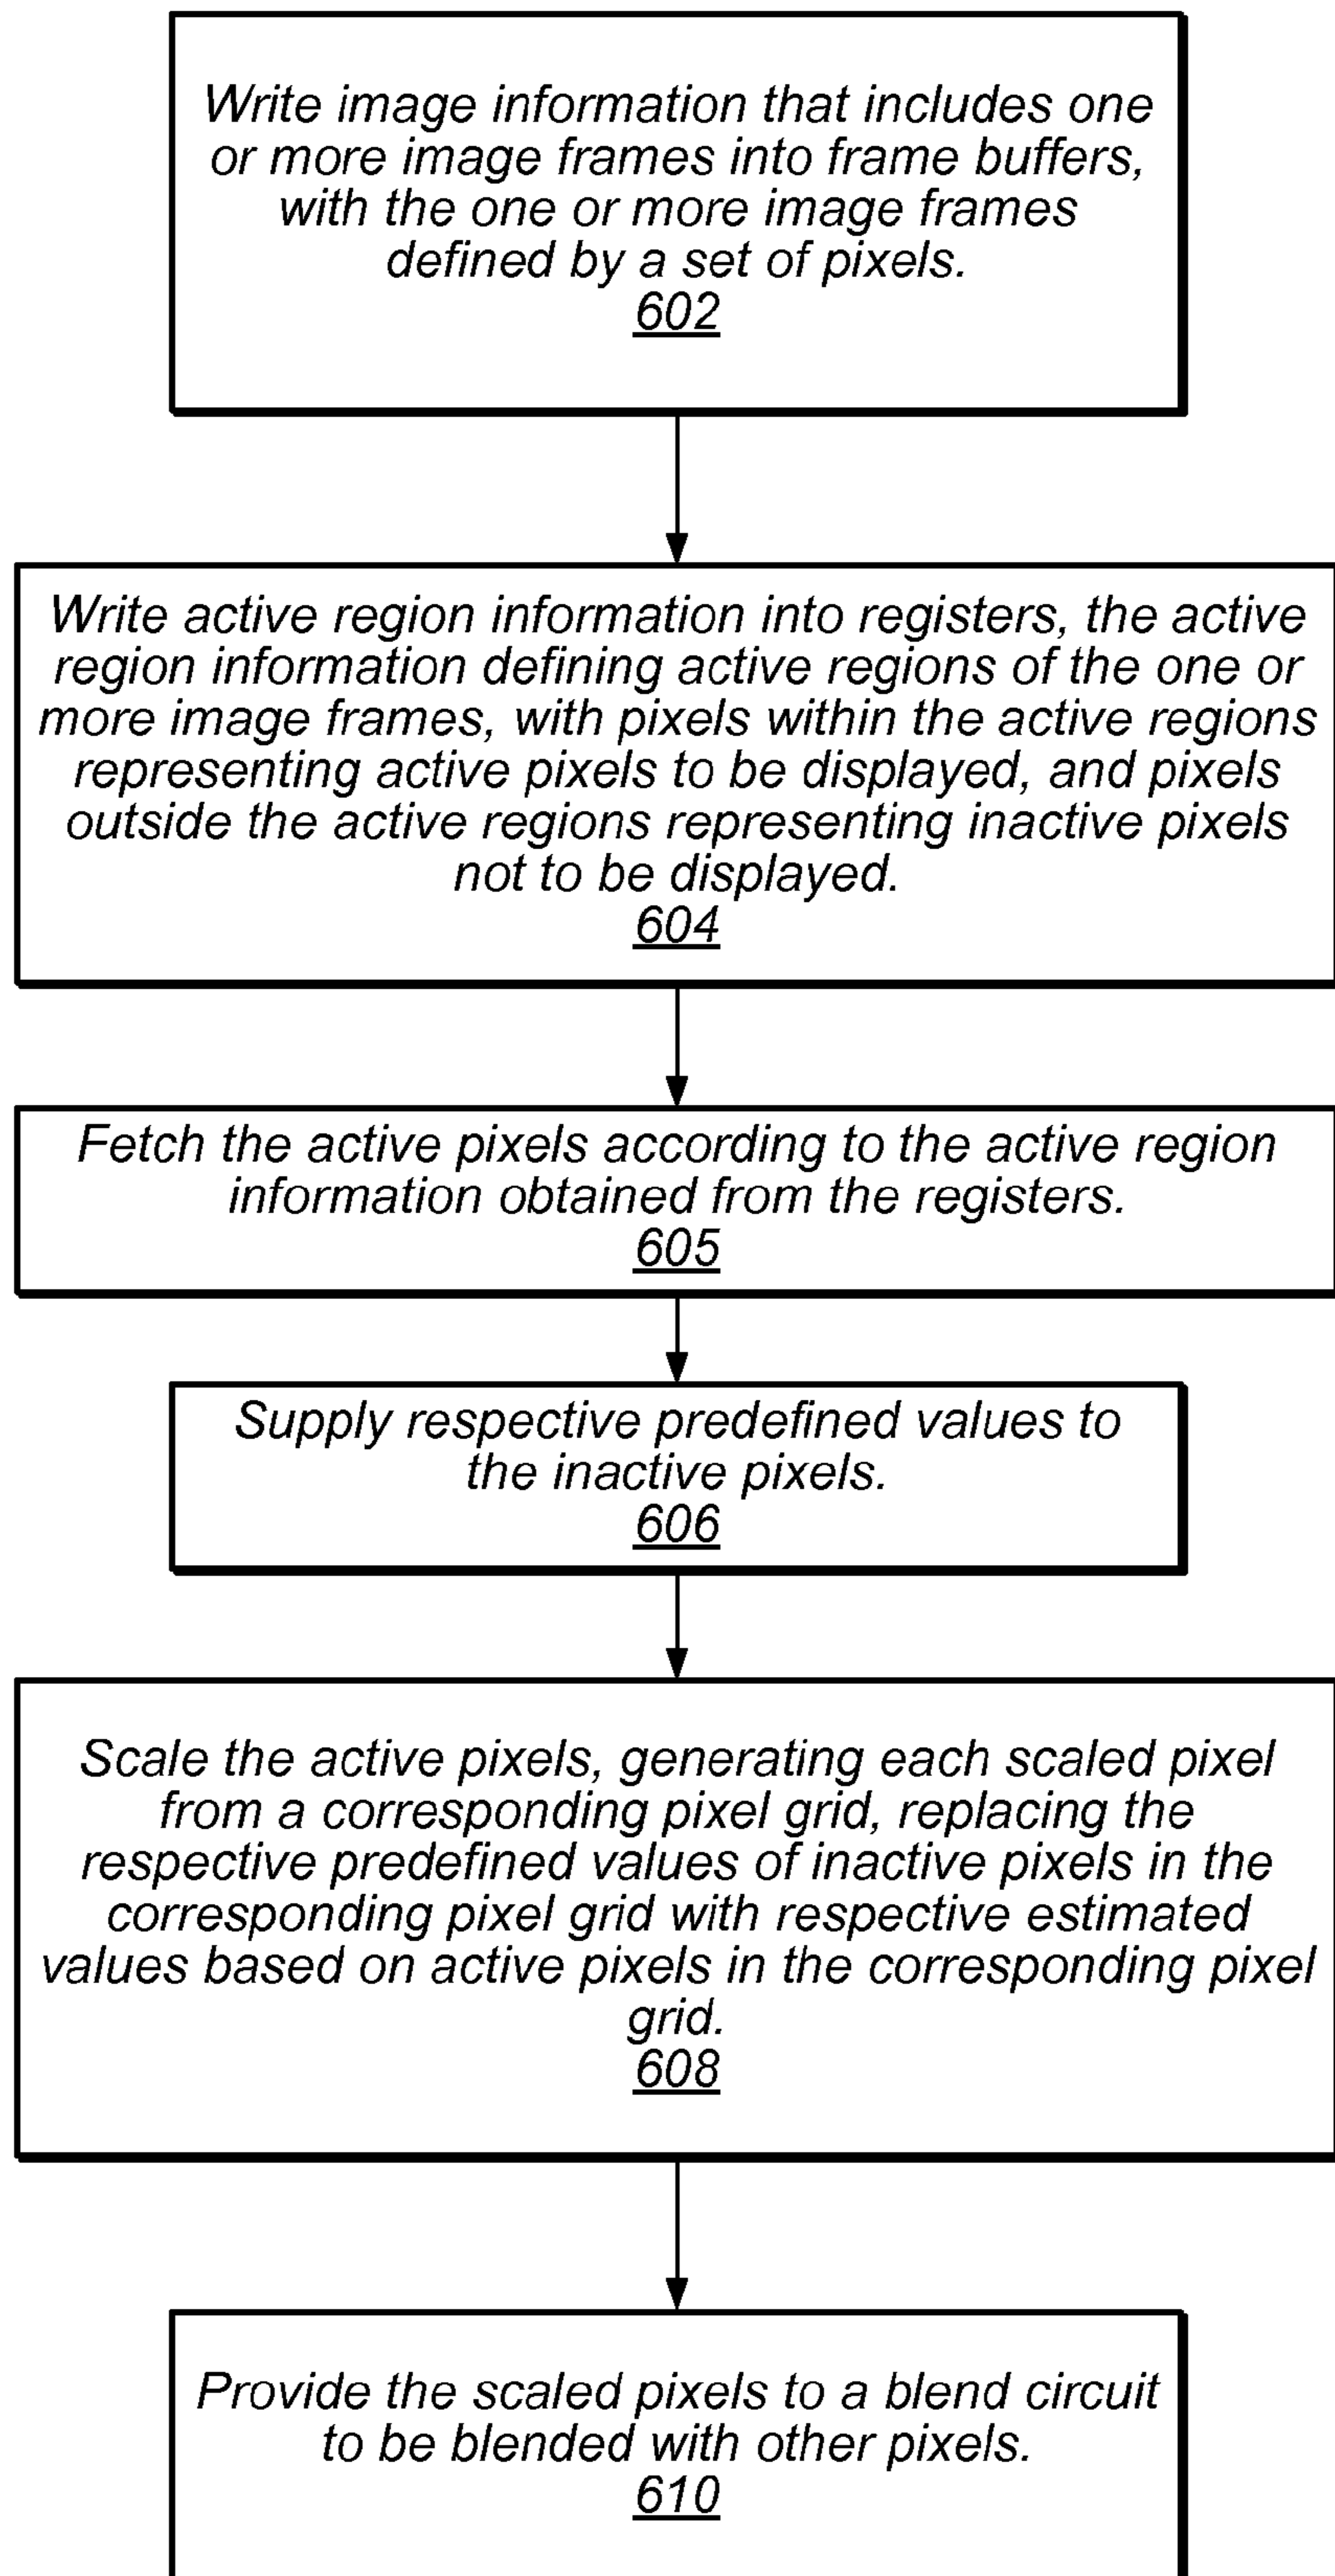 Write image information that includes one
or more image frames into frame buffers,
with the one or more image frames
defined by a set of pixels.
602
Write active region information into registers, the active
region information defining active regions of the one or
more image frames, with pixels within the active regions
representing active pixels to be displayed, and pixels
outside the active regions representing inactive pixels
not to be displayed.
604
Fetch the active pixels according to the active region
information obtained from the registers.
605
Supply respective predefined values to
the inactive pixels.
606
Scale the active pixels, generating each scaled pixel
from a corresponding pixel grid, replacing the
respective predefined values of inactive pixels in the
corresponding pixel grid with respective estimated
values based on active pixels in the corresponding pixel
grid.
608
Provide the scaled pixels to a blend circuit
to be blended with other pixels.
610